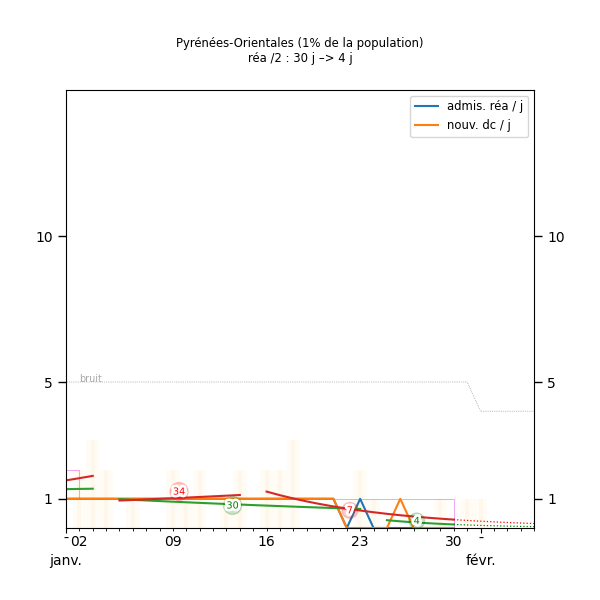 Pyrénées-Orientales (1% de la population)
réa /2 : 30 j –> 4 j
admis. réa / j
nouv. dc / j
10
10
bruit
5
5
34
30
7
4
1
1
02
09
16
23
30
-
janv.
févr.